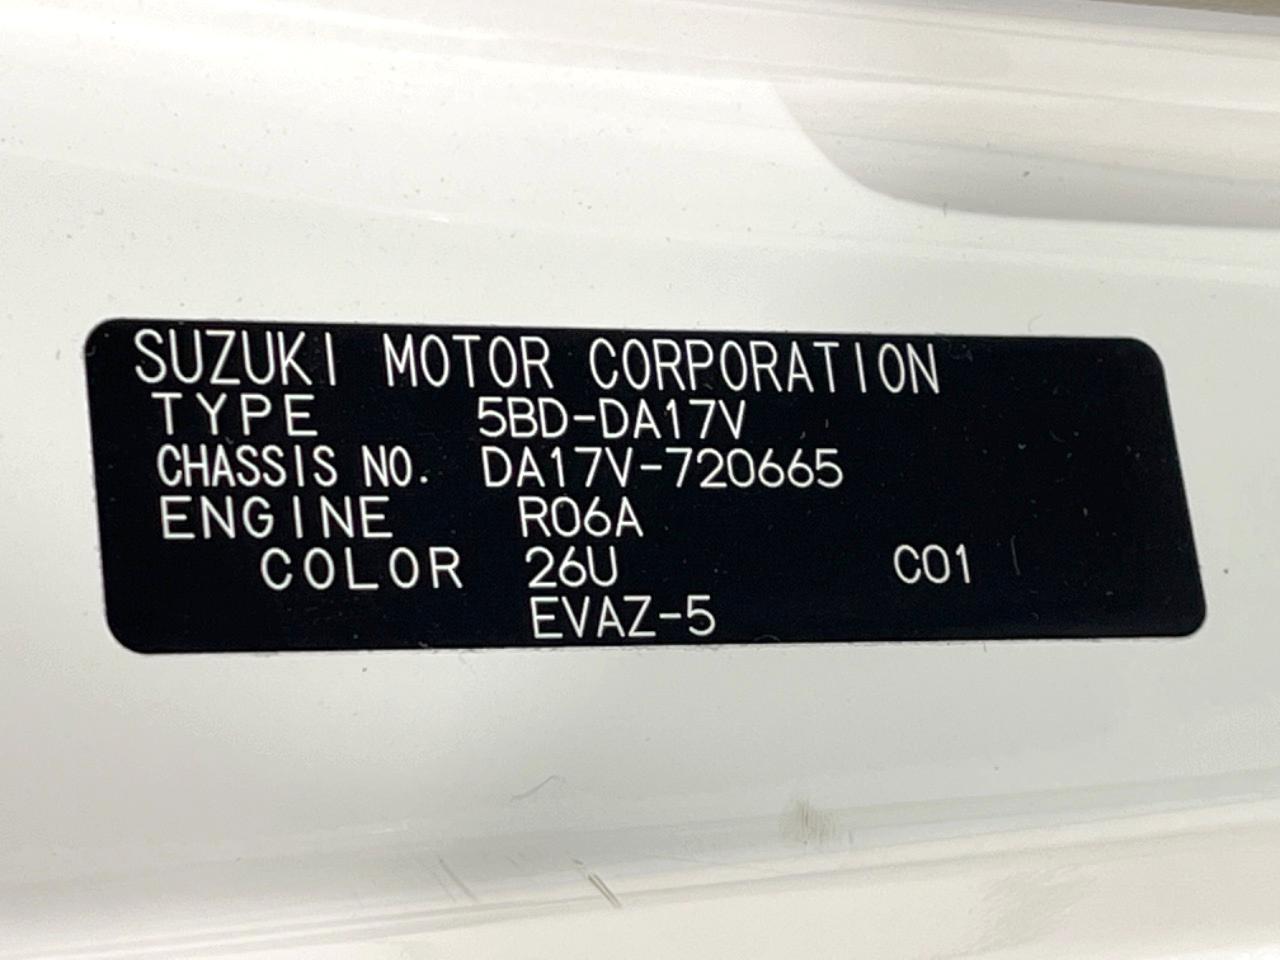 SUZUKI MOTOR CORPORATION
TYPE 5BD-DA17V
CHASSIS NO. DA17V-720665
ENGINE R06A
COLOR 26U C01
EVAZ-5